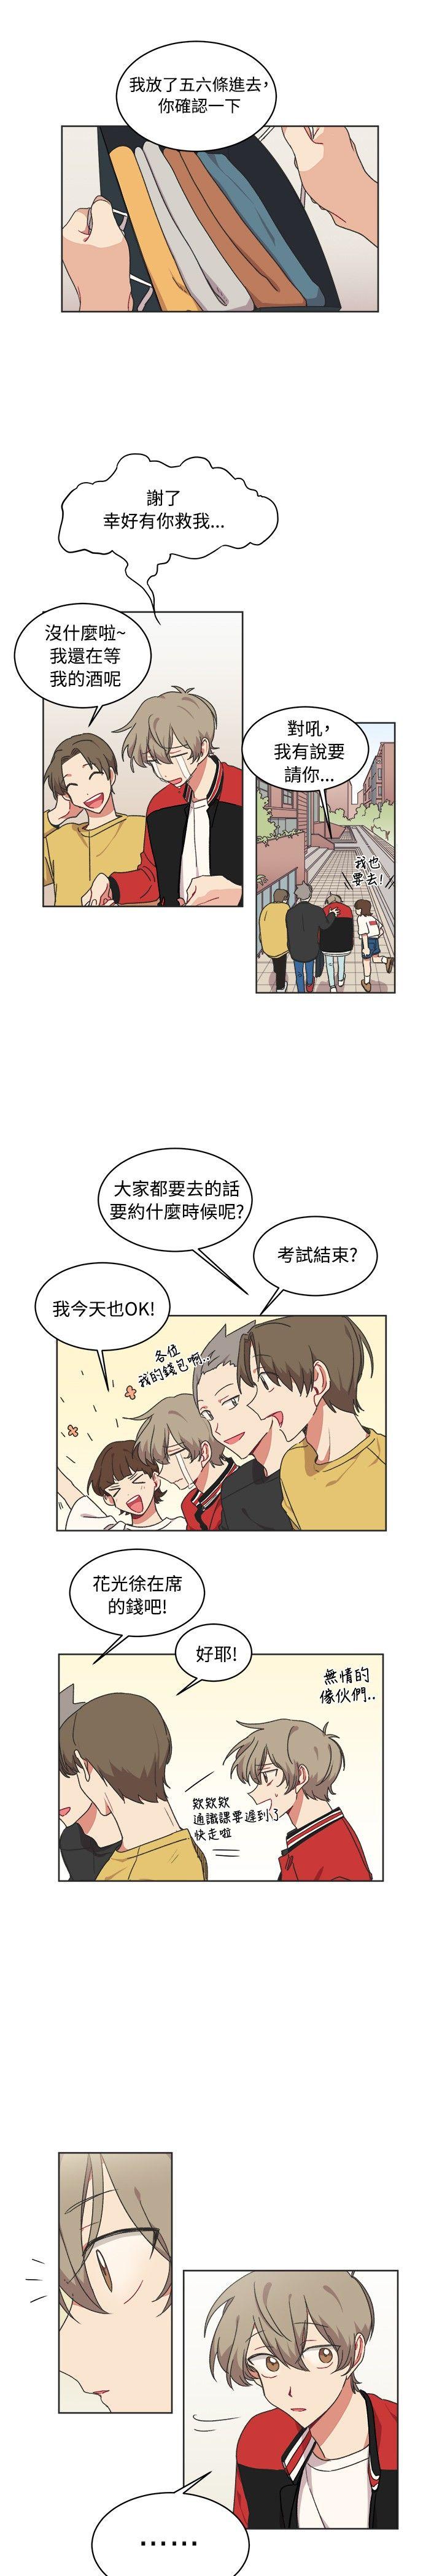 我放了五六條進去，
你確認一下
謝了
幸好有你救我...
沒什麼啦~
我還在等
我的酒呢
對吼，
我有說要
請你...
我也
要去!
大家都要去的話
要約什麼時候呢?
考試結束?
我今天也OK!
各位
我的錢包啊..
花光徐在席
的錢吧!
好耶!
無情的
傢伙們..
欸欸欸
通識課要遲到了
快走啦
......